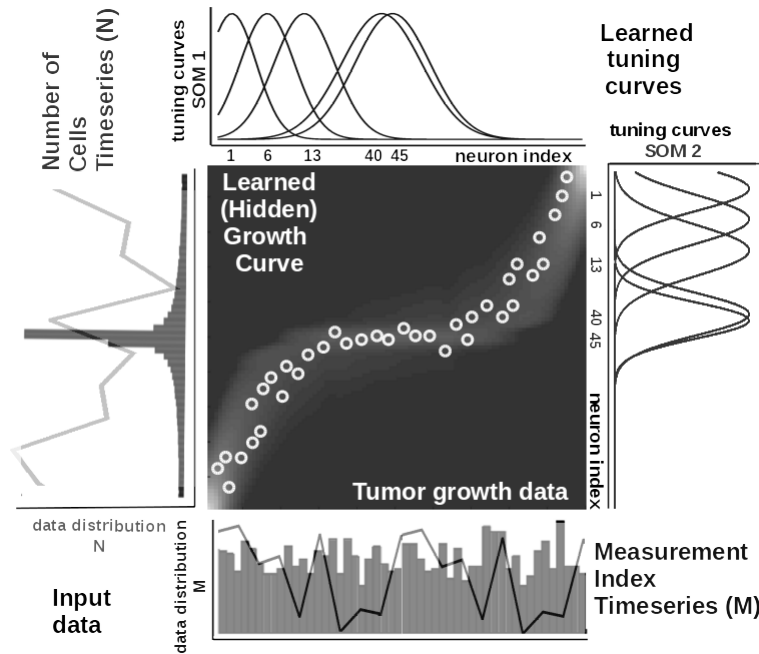 Number of
Cells
Timeseries (N)
tuning curves
SOM 1
1 6 13 40 45 neuron index
Learned
tuning
curves
tuning curves
SOM 2
1
6
13
40
45
neuron index
Learned
(Hidden)
Growth
Curve
Tumor growth data
data distribution
N
Input
data
data distribution
M
Measurement
Index
Timeseries (M)